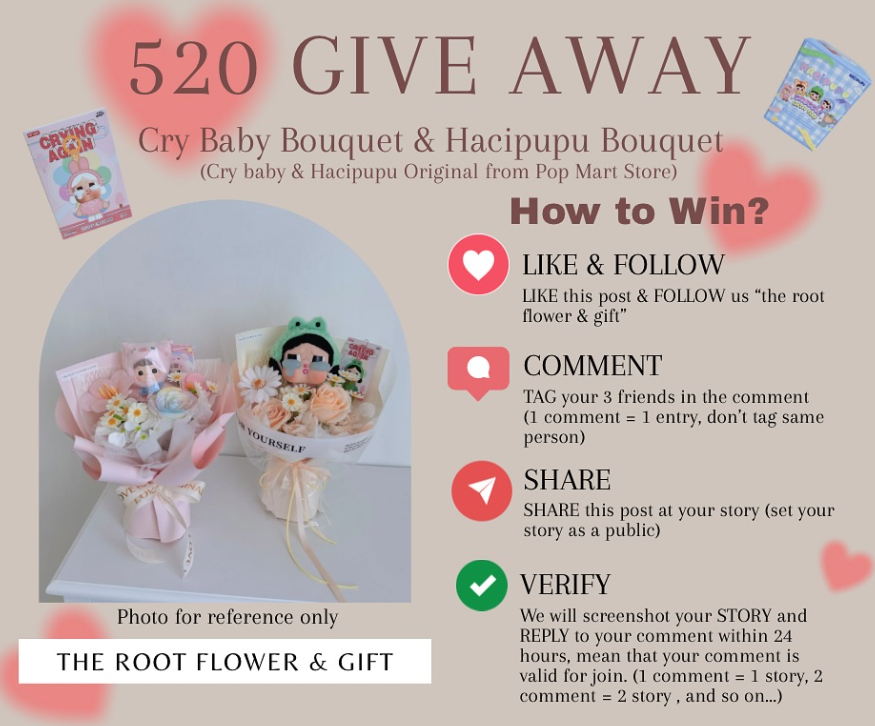 520 GIVE AWAY
Cry Baby Bouquet & Hacipupu Bouquet
(Cry baby & Hacipupu Original from Pop Mart Store)
CRYING
AGAIN
How to Win?
LIKE & FOLLOW
LIKE this post & FOLLOW us “the root
flower & gift”
COMMENT
TAG your 3 friends in the comment
(1 comment = 1 entry, don’t tag same
person)
SHARE
SHARE this post at your story (set your
story as a public)
VERIFY
We will screenshot your STORY and
REPLY to your comment within 24
hours, mean that your comment is
valid for join. (1 comment = 1 story, 2
comment = 2 story , and so on...)
CRYING
AGAIN
YOURSELF
Photo for reference only
THE ROOT FLOWER & GIFT